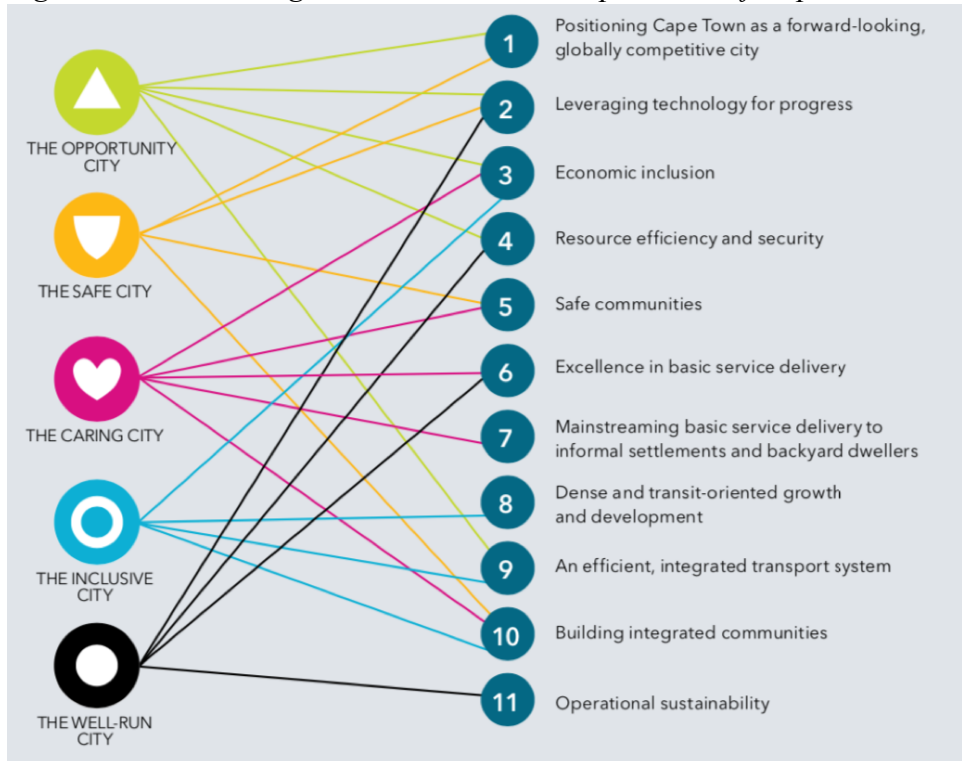 THE OPPORTUNITY
CITY
THE SAFE CITY
THE CARING CITY
THE INCLUSIVE
CITY
THE WELL-RUN
CITY
1
Positioning Cape Town as a forward-looking,
globally competitive city
2
Leveraging technology for progress
3
Economic inclusion
4
Resource efficiency and security
5
Safe communities
6
Excellence in basic service delivery
7
Mainstreaming basic service delivery to
informal settlements and backyard dwellers
8
Dense and transit-oriented growth
and development
9
An efficient, integrated transport system
10
Building integrated communities
11
Operational sustainability